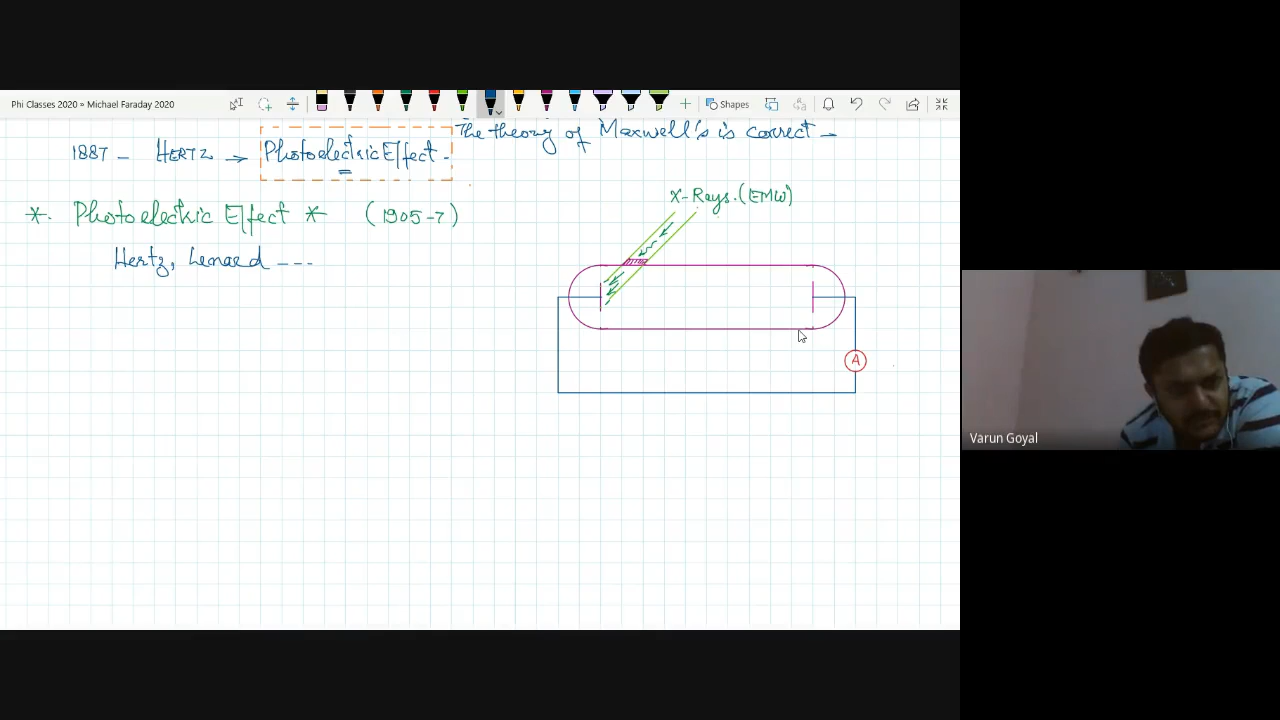 Phi Classes 2020 » Michael Faraday 2020
Shapes
The theory of Maxwell's is correct -
1887 - HERTZ → Photoelectric Effect.
*. Photoelectric Effect * (1905-7)
Hertz, Lenard ---
X-Rays. (EMW)
A
Varun Goyal